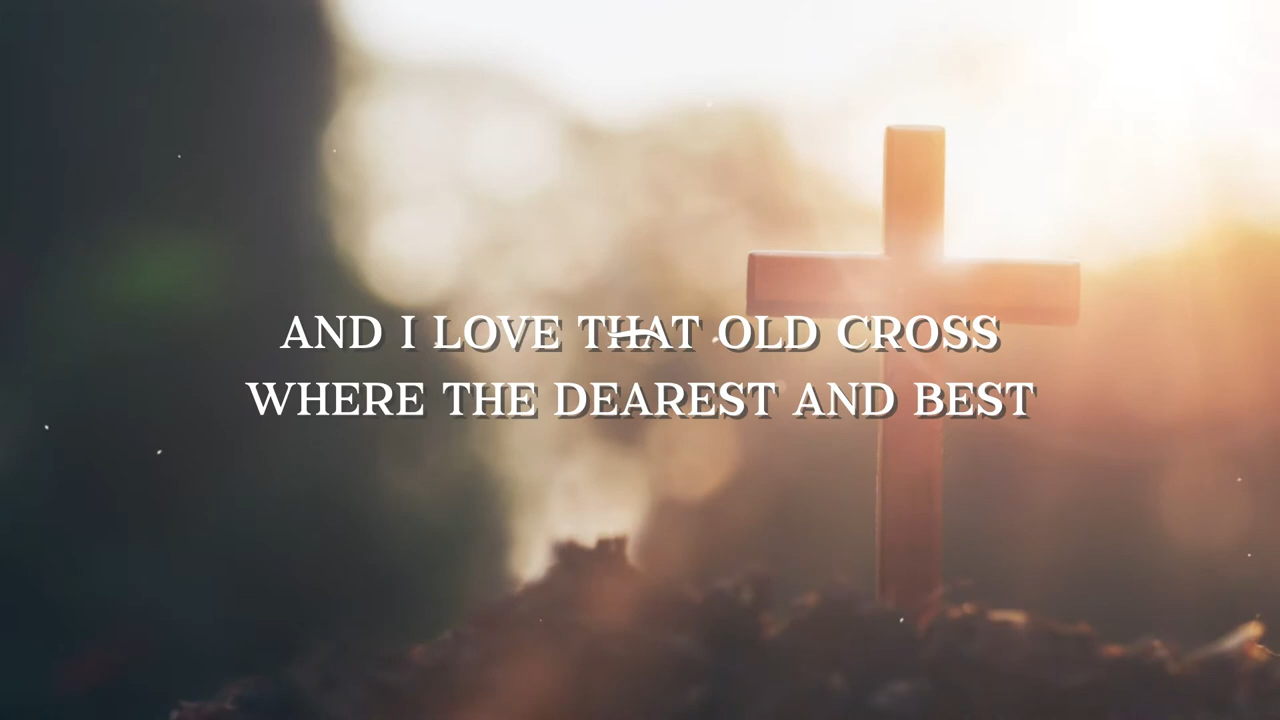 AND I LOVE THAT OLD CROSS
WHERE THE DEAREST AND BEST